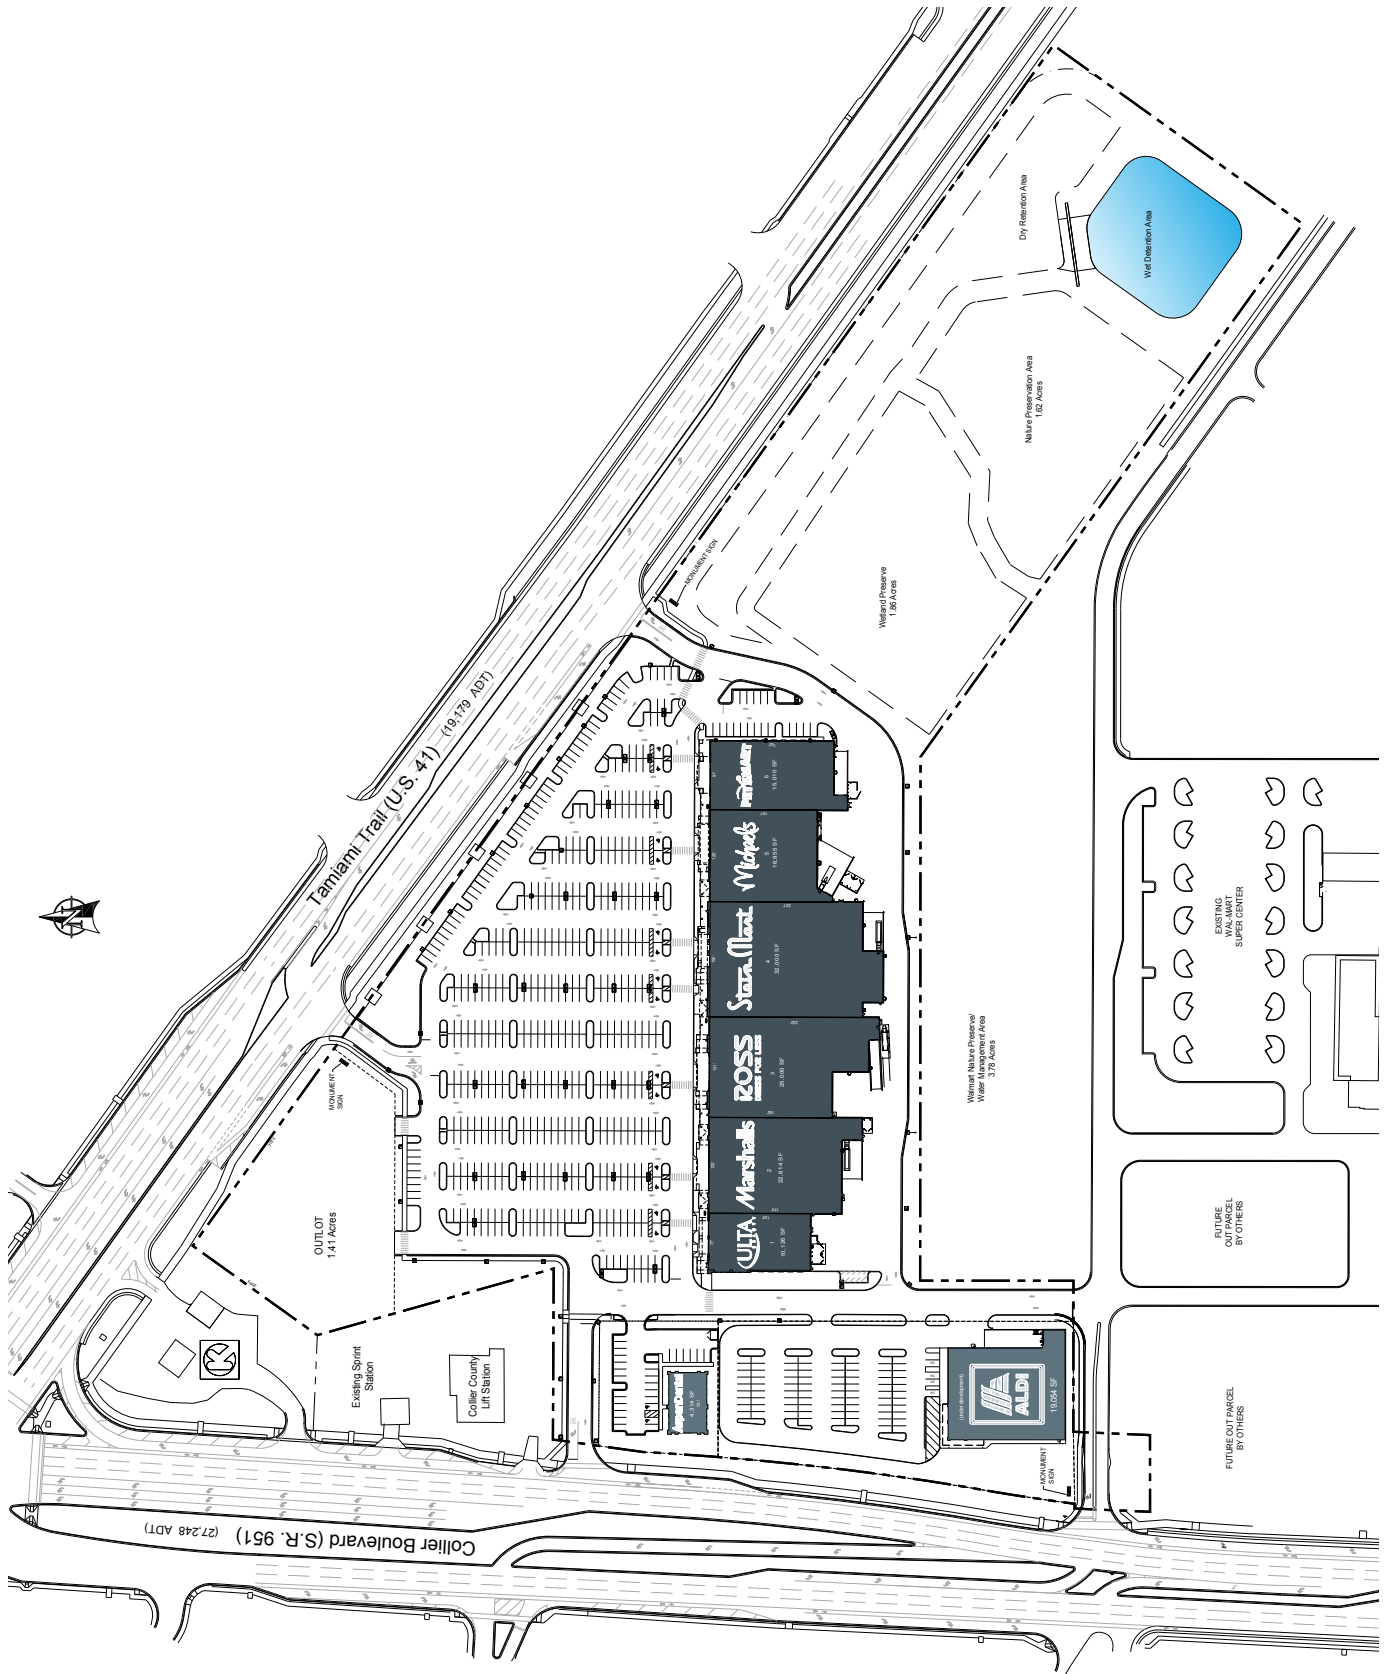 Tamiami Trail (U.S. 41) (19,179 ADT)
Dry Retention Area
Wet Detention Area
Nature Preservation Area
1.62 Acres
MONUMENT SIGN
Wetland Preserve
1.86 Acres
PETSMART
6
15,010 SF
Michaels
5
Stein Mart
4
32,000 SF
ROSS
DRESS FOR LESS
3
25,000 SF
Marshalls
2
22,614 SF
ULTA
1
10,126 SF
Walmart Nature Preserve/
Water Management Area
3.78 Acres
EXISTING
WAL-MART
SUPER CENTER
MONUMENT
SIGN
OUTLOT
1.41 Acres
FUTURE
OUT PARCEL
BY OTHERS
Existing Sprint
Station
Collier County
Lift Station
AspenDental
4,314 SF
(under development)
ALDI
19,054 SF
MONUMENT
SIGN
FUTURE OUT PARCEL
BY OTHERS
Collier Boulevard (S.R. 951) (27,248 ADT)